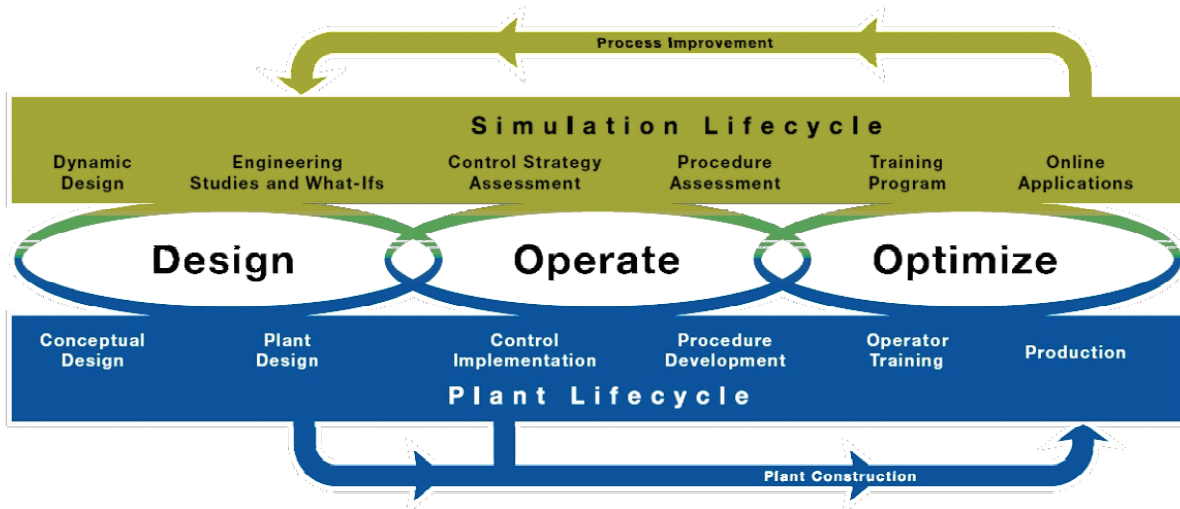 Process Improvement
Simulation Lifecycle
Dynamic
Design
Engineering
Studies and What-Ifs
Control Strategy
Assessment
Procedure
Assessment
Training
Program
Online
Applications
Design
Operate
Optimize
Conceptual
Design
Plant
Design
Control
Implementation
Procedure
Development
Operator
Training
Production
Plant Lifecycle
Plant Construction